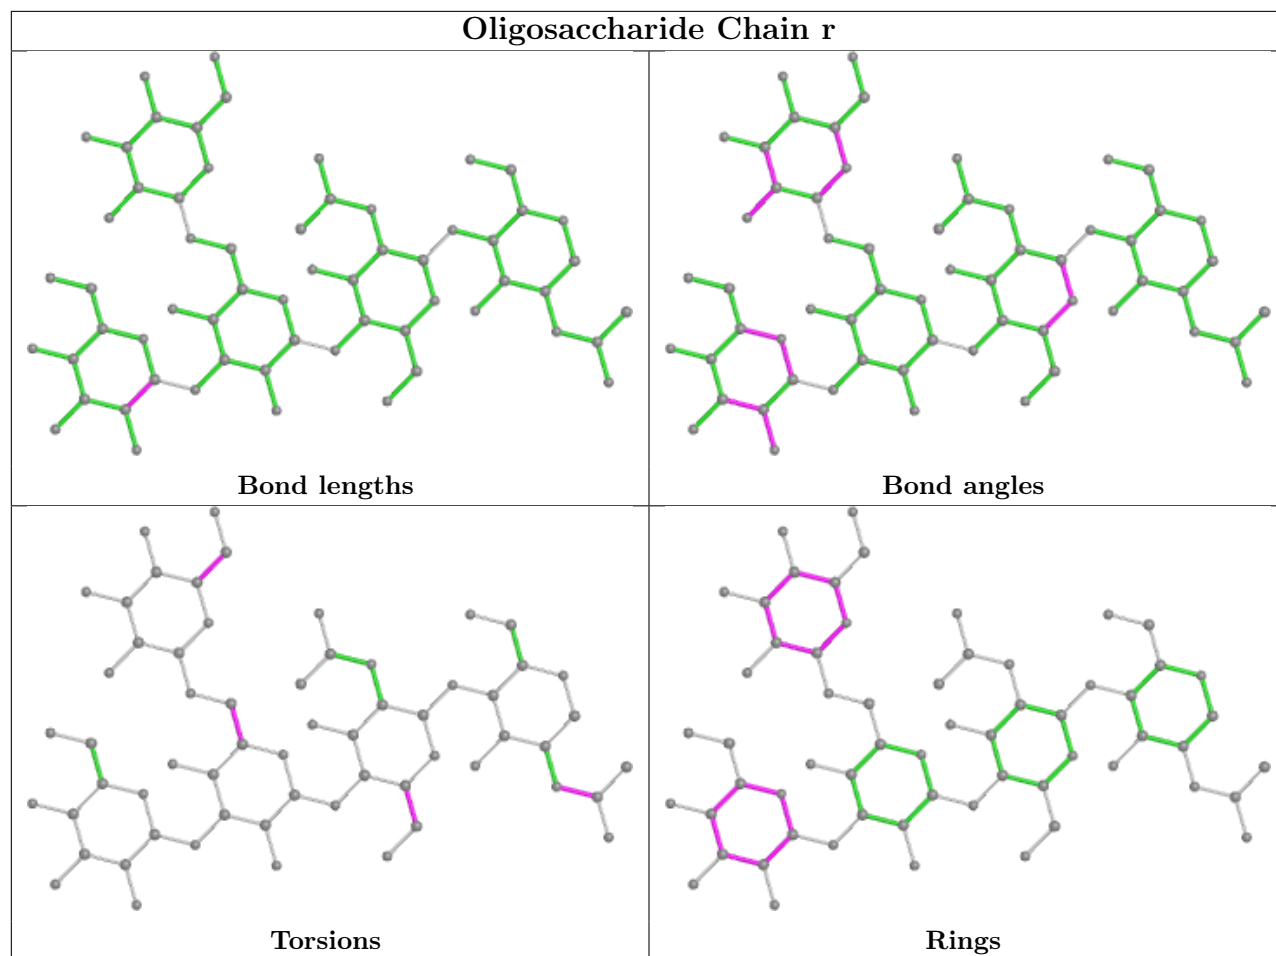 Oligosaccharide Chain r
Bond lengths
Bond angles
Torsions
Rings